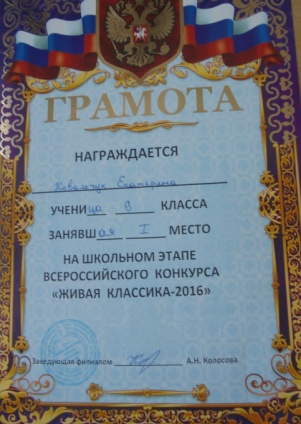 ГРАМОТА
НАГРАЖДАЕТСЯ
Ковальчук Екатерина
УЧЕНИца 6 КЛАССА
ЗАНЯВШая I МЕСТО
НА ШКОЛЬНОМ ЭТАПЕ
ВСЕРОССИЙСКОГО КОНКУРСА
«ЖИВАЯ КЛАССИКА-2016»
Заведующая филиалом А.Н. Колосова